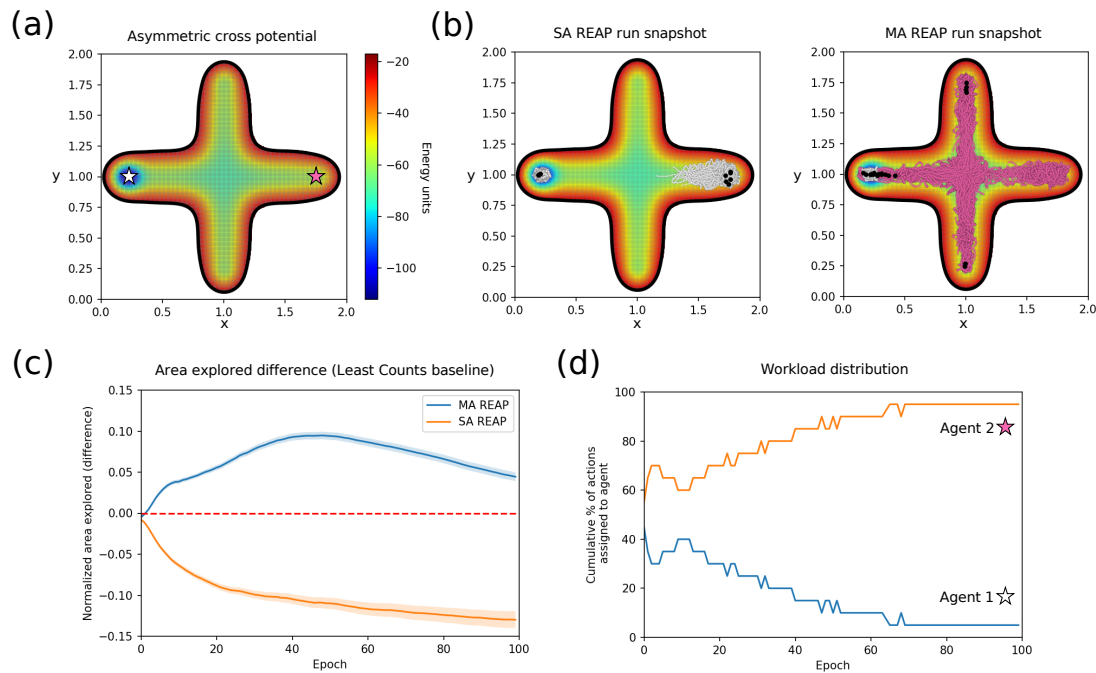 (a)
Asymmetric cross potential
2.00
1.75
1.50
1.25
y 1.00
0.75
0.50
0.25
0.00
0.0 0.5 1.0 1.5 2.0
x
−20
−40
−60
−80
−100
Energy units
(b)
SA REAP run snapshot
2.00
1.75
1.50
1.25
y 1.00
0.75
0.50
0.25
0.00
0.0 0.5 1.0 1.5 2.0
x
MA REAP run snapshot
2.00
1.75
1.50
1.25
y 1.00
0.75
0.50
0.25
0.00
0.0 0.5 1.0 1.5 2.0
x
(c)
Area explored difference (Least Counts baseline)
Normalized area explored (difference)
0.15
0.10
0.05
0.00
−0.05
−0.10
−0.15
MA REAP
SA REAP
0 20 40 60 80 100
Epoch
(d)
Workload distribution
Cumulative % of actions
assigned to agent
100
80
60
40
20
0
Agent 2
Agent 1
0 20 40 60 80 100
Epoch